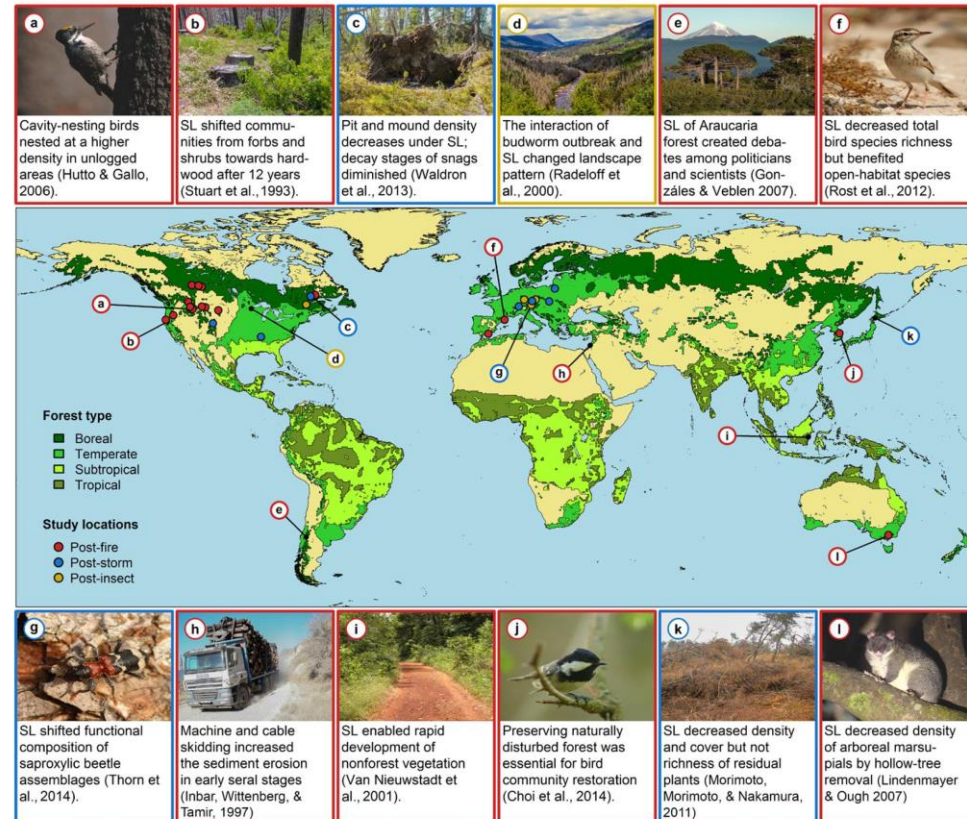 a
Cavity-nesting birds
nested at a higher
density in unlogged
areas (Hutto & Gallo,
2006).
b
SL shifted commu-
nities from forbs and
shrubs towards hard-
wood after 12 years
(Stuart et al., 1993).
c
Pit and mound density
decreases under SL;
decay stages of snags
diminished (Waldron
et al., 2013).
d
The interaction of
budworm outbreak and
SL changed landscape
pattern (Radeloff et
al., 2000).
e
SL of Araucaria
forest created deba-
tes among politicians
and scientists (Gon-
záles & Veblen 2007).
f
SL decreased total
bird species richness
but benefited
open-habitat species
(Rost et al., 2012).
a
b
c
d
e
f
g
h
i
j
k
l
Forest type
Boreal
Temperate
Subtropical
Tropical
Study locations
Post-fire
Post-storm
Post-insect
g
SL shifted functional
composition of
saproxylic beetle
assemblages (Thorn
et al., 2014).
h
Machine and cable
skidding increased
the sediment erosion
in early seral stages
(Inbar, Wittenberg, &
Tamir, 1997)
i
SL enabled rapid
development of
nonforest vegetation
(Van Nieuwstadt et
al., 2001).
j
Preserving naturally
disturbed forest was
essential for bird
community restoration
(Choi et al., 2014).
k
SL decreased density
and cover but not
richness of residual
plants (Morimoto,
Morimoto, & Nakamura,
2011)
l
SL decreased density
of arboreal marsu-
pials by hollow-tree
removal (Lindenmayer
& Ough 2007)